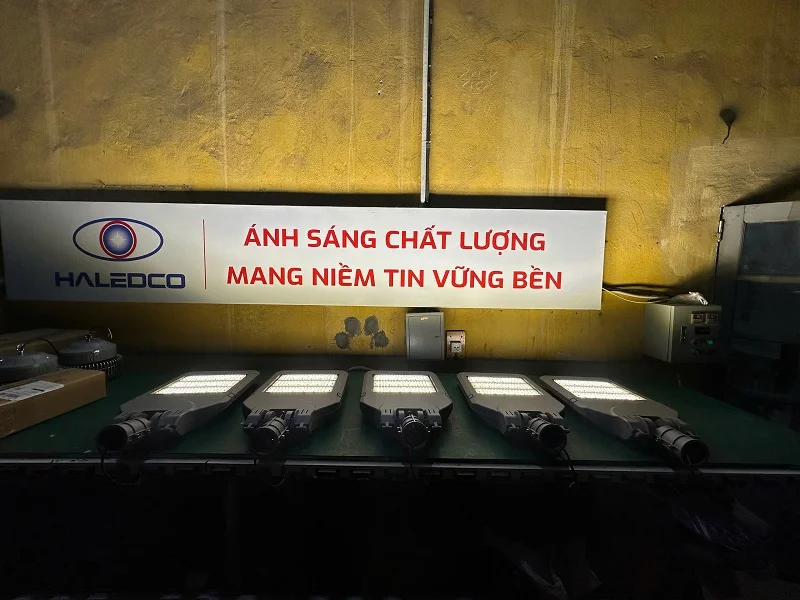 HALEDCO
ÁNH SÁNG CHẤT LƯỢNG
MANG NIỀM TIN VỮNG BỀN